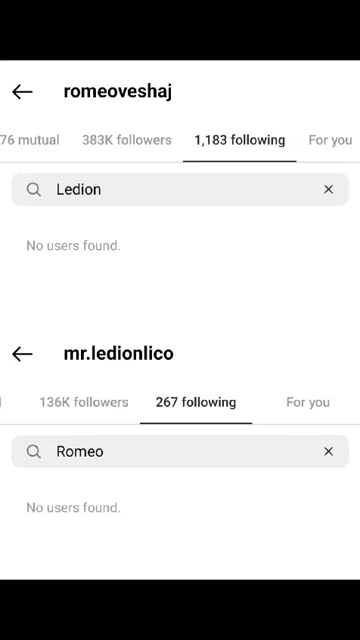 romeoveshaj
76 mutual 383K followers 1,183 following For you
Ledion
No users found.
mr.ledionlico
136K followers 267 following For you
Romeo
No users found.